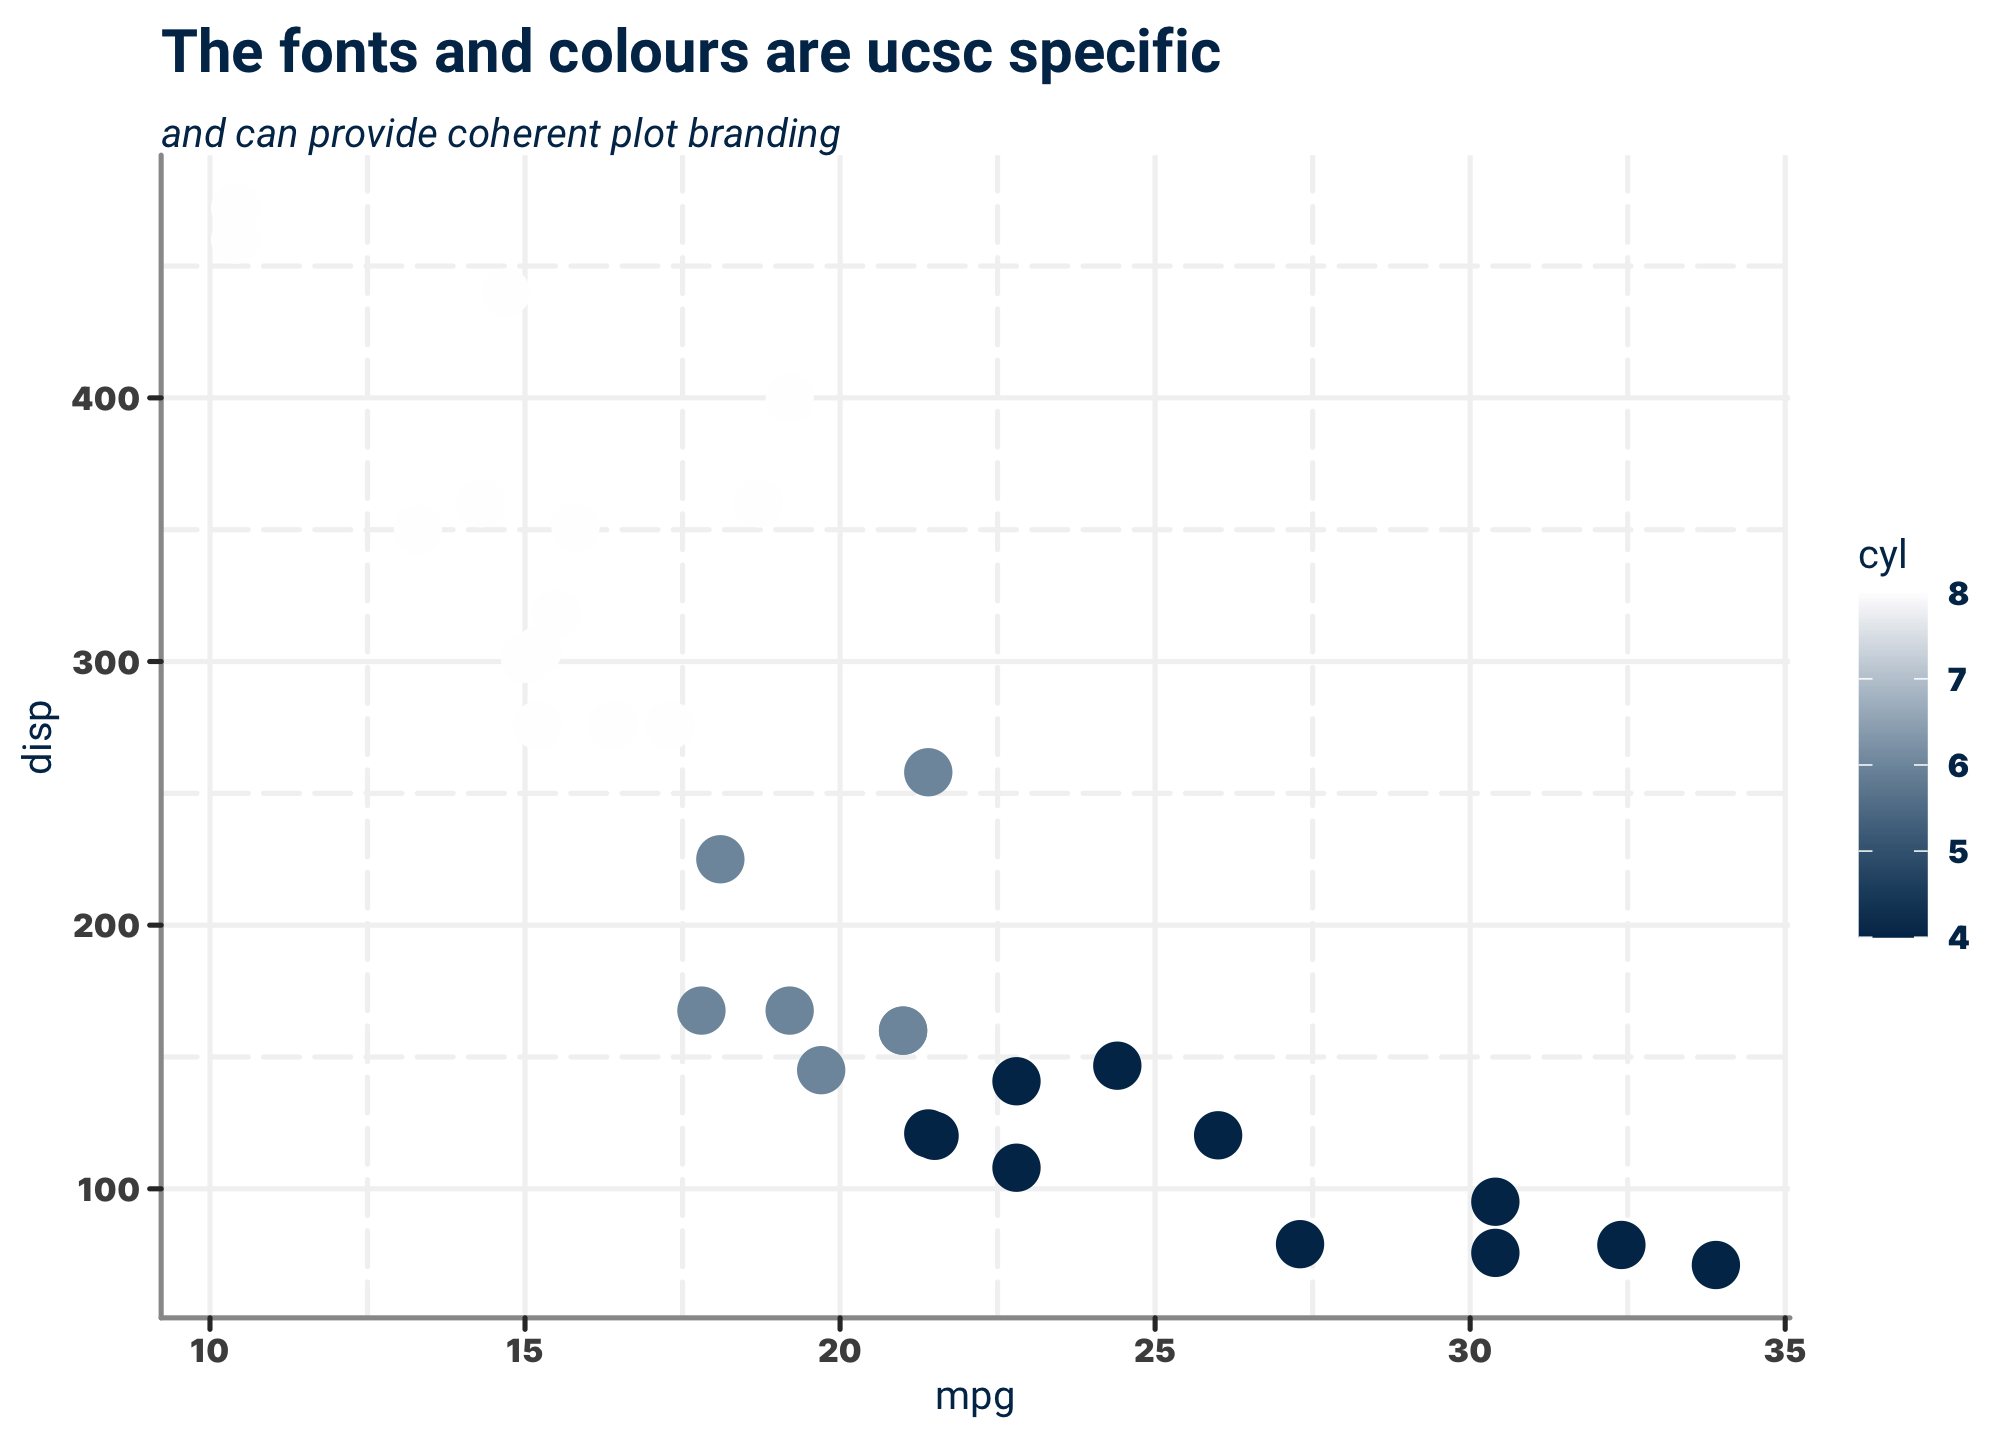 The fonts and colours are ucsc specific
and can provide coherent plot branding
400
300
200
100
disp
10 15 20 25 30 35
mpg
cyl
8
7
6
5
4